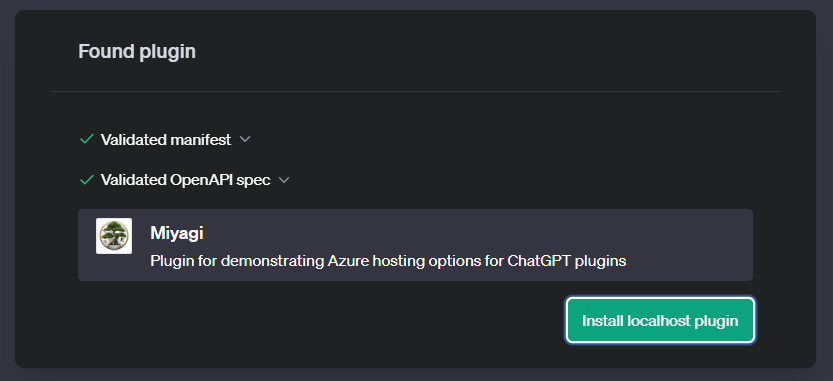 Found plugin
Validated manifest
Validated OpenAPI spec
Miyagi
Plugin for demonstrating Azure hosting options for ChatGPT plugins
Install localhost plugin